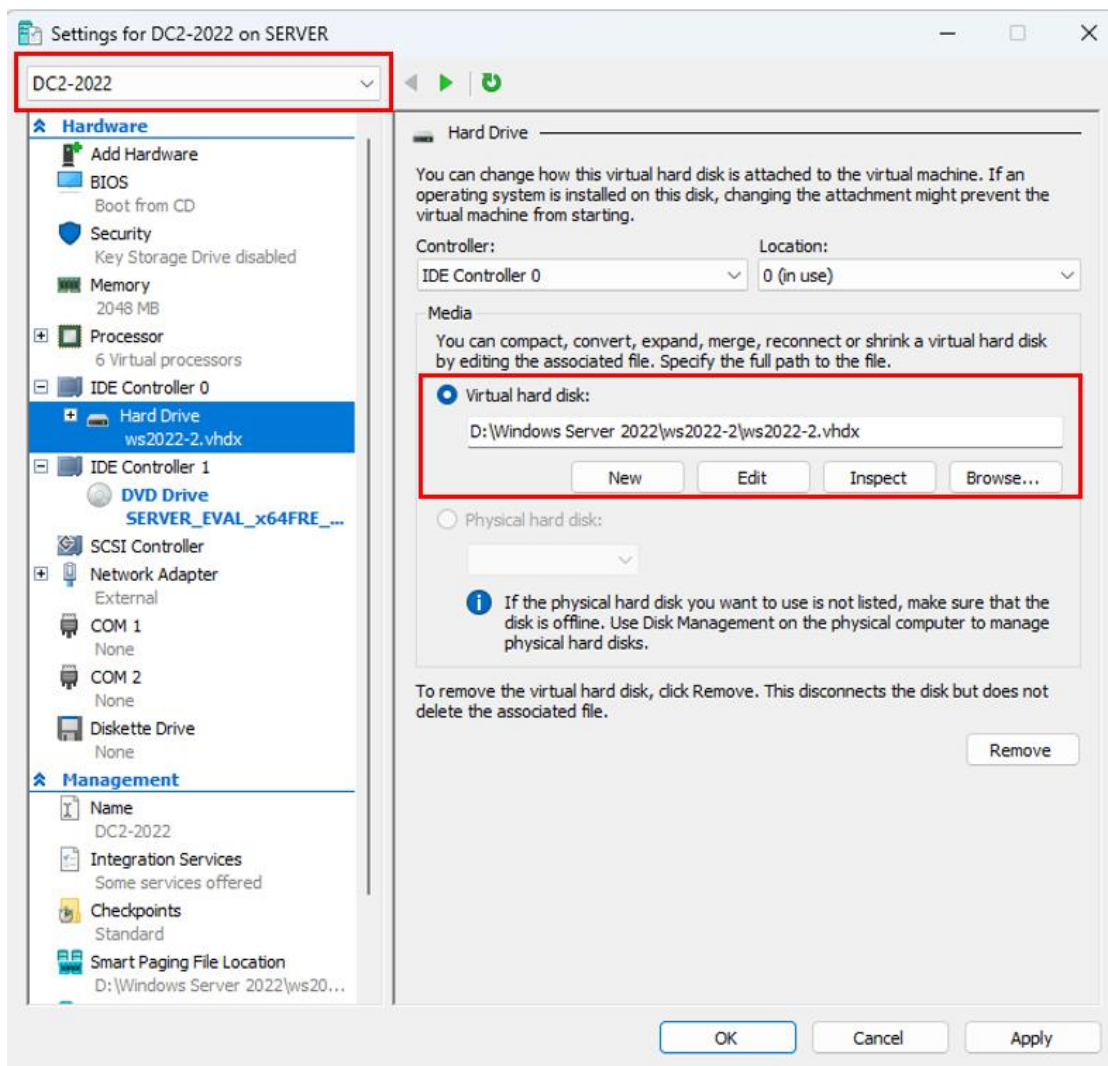 Settings for DC2-2022 on SERVER
DC2-2022
Hardware
Add Hardware
BIOS
Boot from CD
Security
Key Storage Drive disabled
Memory
2048 MB
Processor
6 Virtual processors
IDE Controller 0
Hard Drive
ws2022-2.vhdx
IDE Controller 1
DVD Drive
SERVER_EVAL_x64FRE_...
SCSI Controller
Network Adapter
External
COM 1
None
COM 2
None
Diskette Drive
None
Management
Name
DC2-2022
Integration Services
Some services offered
Checkpoints
Standard
Smart Paging File Location
D:\Windows Server 2022\ws20...
Hard Drive
You can change how this virtual hard disk is attached to the virtual machine. If an
operating system is installed on this disk, changing the attachment might prevent the
virtual machine from starting.
Controller:
Location:
IDE Controller 0
0 (in use)
Media
You can compact, convert, expand, merge, reconnect or shrink a virtual hard disk
by editing the associated file. Specify the full path to the file.
Virtual hard disk:
D:\Windows Server 2022\ws2022-2\ws2022-2.vhdx
New
Edit
Inspect
Browse...
Physical hard disk:
If the physical hard disk you want to use is not listed, make sure that the
disk is offline. Use Disk Management on the physical computer to manage
physical hard disks.
To remove the virtual hard disk, click Remove. This disconnects the disk but does not
delete the associated file.
Remove
OK
Cancel
Apply